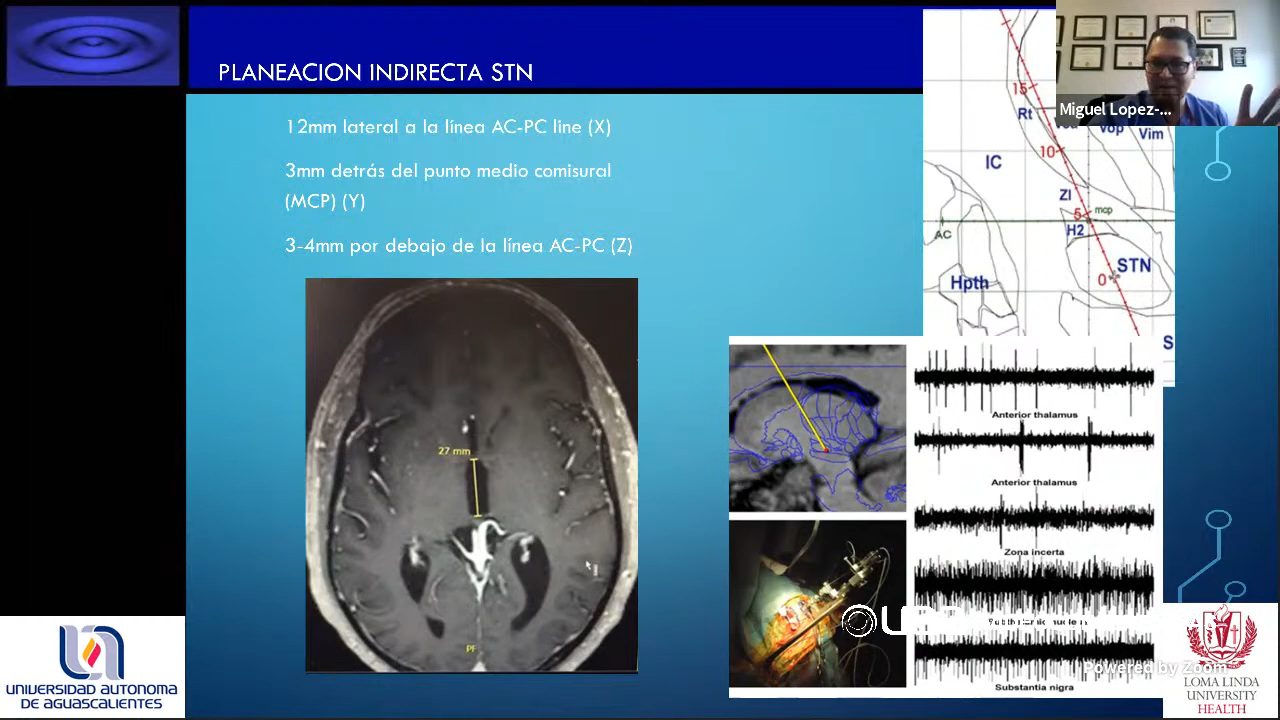 PLANEACION INDIRECTA STN
12mm lateral a la línea AC-PC line (X)
3mm detrás del punto medio comisural
(MCP) (Y)
3-4mm por debajo de la línea AC-PC (Z)
27 mm
PF
15
Rt
Vop
Vim
10
IC
ZI
5
mcp
AC
H2
STN
0
Hpth
S
Miguel Lopez-...
Anterior thalamus
Anterior thalamus
Zona incerta
Substantia nigra
Powered by Zoom
UNIVERSIDAD AUTONOMA
DE AGUASCALIENTES
LOMA LINDA
UNIVERSITY
HEALTH